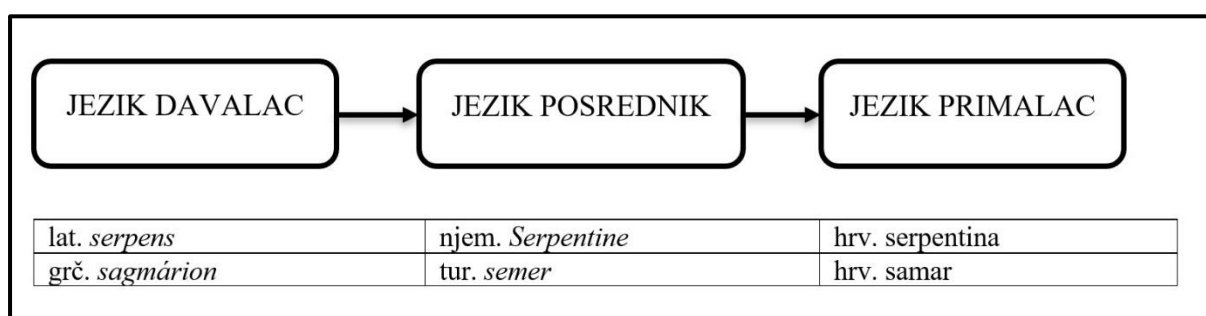 JEZIK DAVALAC JEZIK POSREDNIK JEZIK PRIMALAC
lat. serpens njem. Serpentine hrv. serpentina
grč. sagmárion tur. semer hrv. samar